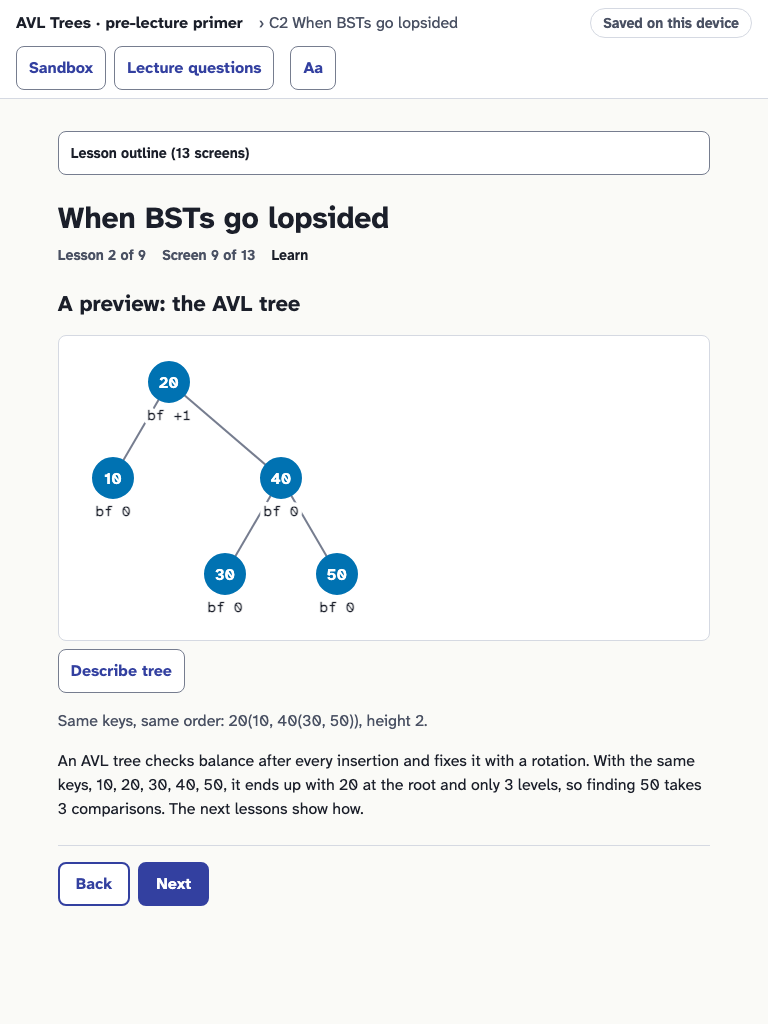 AVL Trees · pre-lecture primer › C2 When BSTs go lopsided Saved on this device
Sandbox Lecture questions Aa
Lesson outline (13 screens)
When BSTs go lopsided
Lesson 2 of 9 Screen 9 of 13 Learn
A preview: the AVL tree
20
bf +1
10 40
bf 0 bf 0
30 50
bf 0 bf 0
Describe tree
Same keys, same order: 20(10, 40(30, 50)), height 2.
An AVL tree checks balance after every insertion and fixes it with a rotation. With the same
keys, 10, 20, 30, 40, 50, it ends up with 20 at the root and only 3 levels, so finding 50 takes
3 comparisons. The next lessons show how.
Back Next